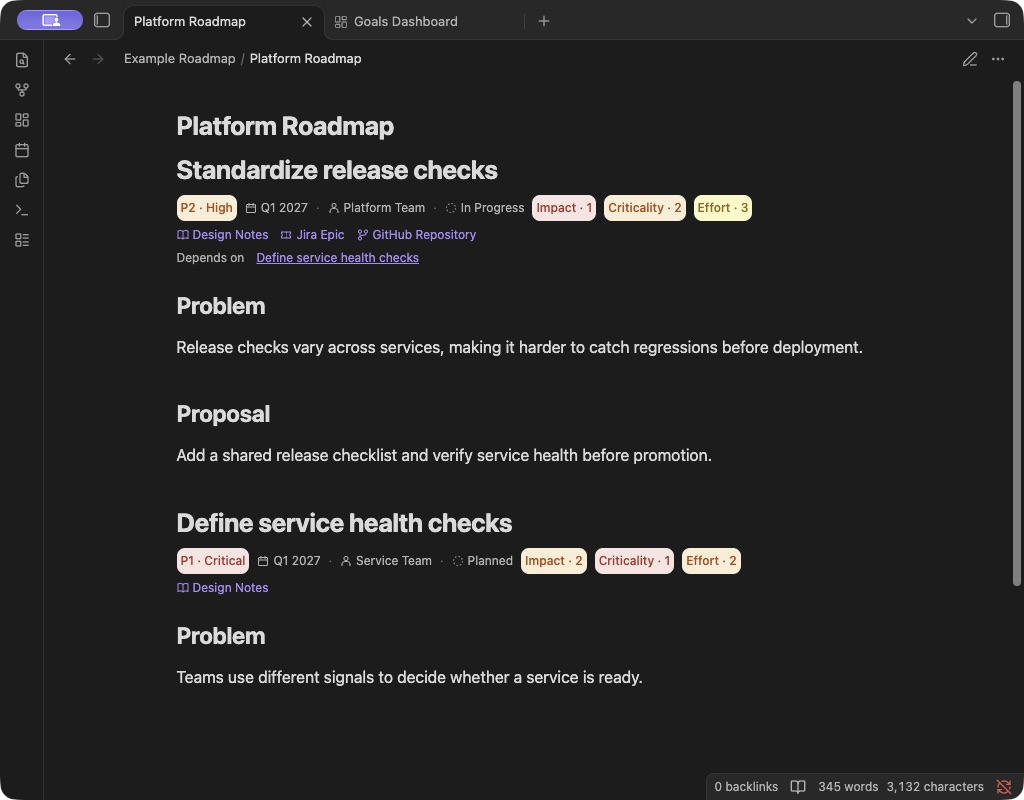 Platform Roadmap
Goals Dashboard
Example Roadmap / Platform Roadmap
Platform Roadmap
Standardize release checks
P2 · High Q1 2027 · Platform Team · In Progress Impact · 1 Criticality · 2 Effort · 3
Design Notes Jira Epic GitHub Repository
Depends on Define service health checks
Problem
Release checks vary across services, making it harder to catch regressions before deployment.
Proposal
Add a shared release checklist and verify service health before promotion.
Define service health checks
P1 · Critical Q1 2027 · Service Team · Planned Impact · 2 Criticality · 1 Effort · 2
Design Notes
Problem
Teams use different signals to decide whether a service is ready.
0 backlinks 345 words 3,132 characters